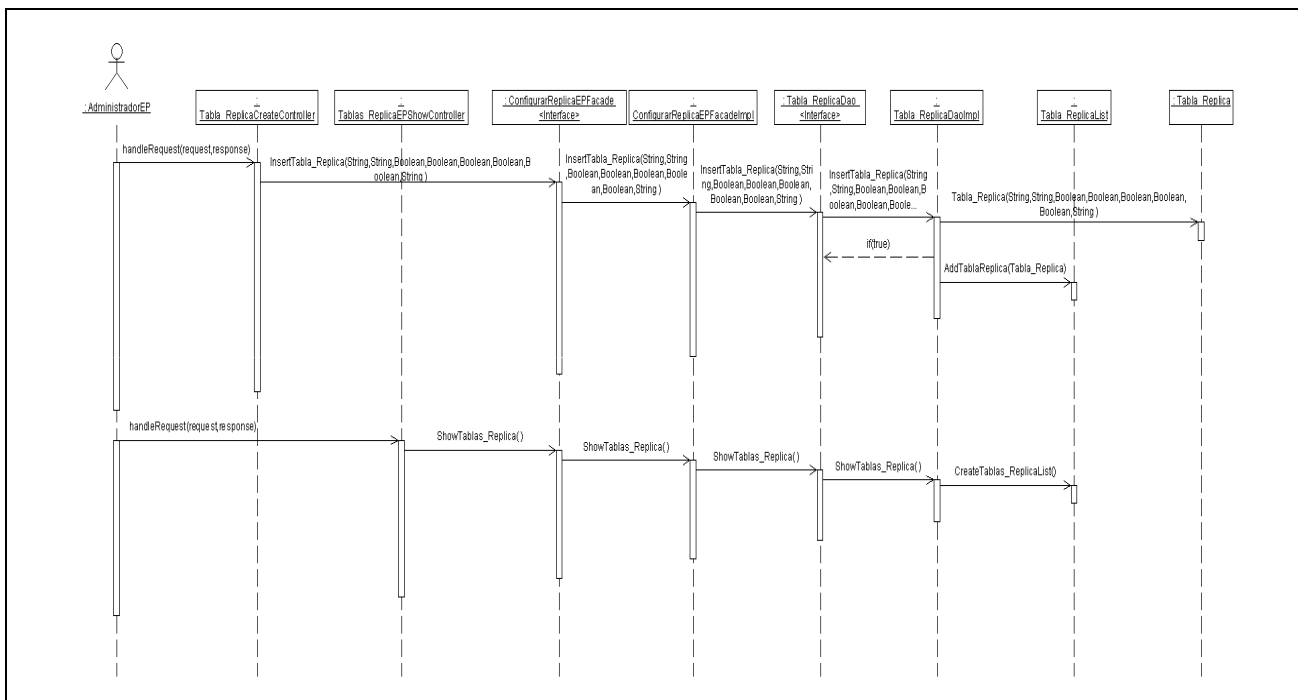 : AdministradorEP
:
Tabla_ReplicaCreateController
:
Tablas_ReplicaEPShowController
: ConfigurarReplicaEPFacade
<Interface>
:
ConfigurarReplicaEPFacadeImpl
: Tabla_ReplicaDao
<Interface>
:
Tabla_ReplicaDaoImpl
:
Tabla_ReplicaList
: Tabla_Replica
handleRequest(request,response)
InsertTabla_Replica(String,String,Boolean,Boolean,Boolean,Boolean,B
oolean,String )
InsertTabla_Replica(String,String
,Boolean,Boolean,Boolean,Boole
an,Boolean,String )
InsertTabla_Replica(String,Stri
ng,Boolean,Boolean,Boolean,
Boolean,Boolean,String )
InsertTabla_Replica(String
,String,Boolean,Boolean,B
oolean,Boolean,Boole...
Tabla_Replica(String,String,Boolean,Boolean,Boolean,Boolean,
Boolean,String )
if(true)
AddTablaReplica(Tabla_Replica)
handleRequest(request,response)
ShowTablas_Replica( )
ShowTablas_Replica( )
ShowTablas_Replica( )
ShowTablas_Replica( )
CreateTablas_ReplicaList()